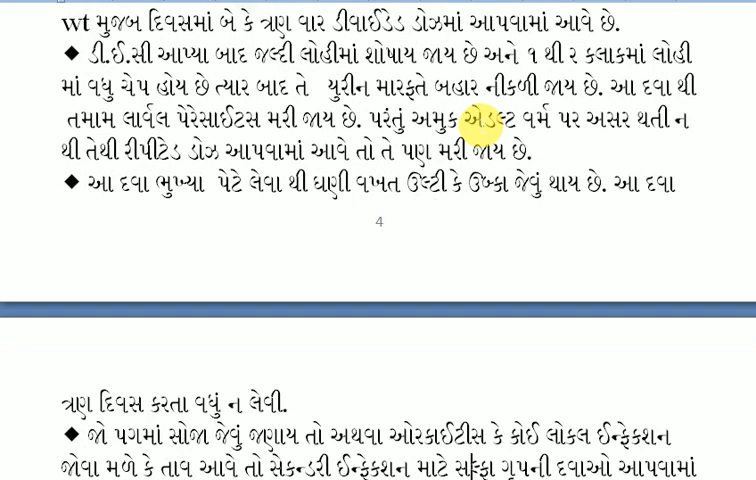 wt મુજબ દિવસમાં બે કે ત્રણ વાર ડીવાઈડેડ ડોઝમાં આપવામાં આવે છે.
◆ ડી.ઈ.સી આપ્યા બાદ જલ્દી લોહીમાં શોષાય જાય છે અને ૧ થી ૨ કલાકમાં લોહી
માં વધુ ચેપ હોય છે ત્યાર બાદ તે યુરીન મારફતે બહાર નીકળી જાય છે. આ દવા થી
તમામ લાર્વલ પેરેસાઈટસ મરી જાય છે. પરંતું અમુક એડલ્ટ વર્મ પર અસર થતી ન
થી તેથી રીપીટેડ ડોઝ આપવામાં આવે તો તે પણ મરી જાય છે.
◆ આ દવા ભુખ્યા પેટે લેવા થી ઘણી વખત ઉલ્ટી કે ઉબ્કા જેવું થાય છે. આ દવા
4
ત્રણ દિવસ કરતા વધું ન લેવી.
◆ જો પગમાં સોજા જેવું જણાય તો અથવા ઓરકાઈટીસ કે કોઈ લોકલ ઈન્ફેકશન
જોવા મળે કે તાવ આવે તો સેકન્ડરી ઈન્ફેકશન માટે સલ્ફા ગૃપની દવાઓ આપવામાં